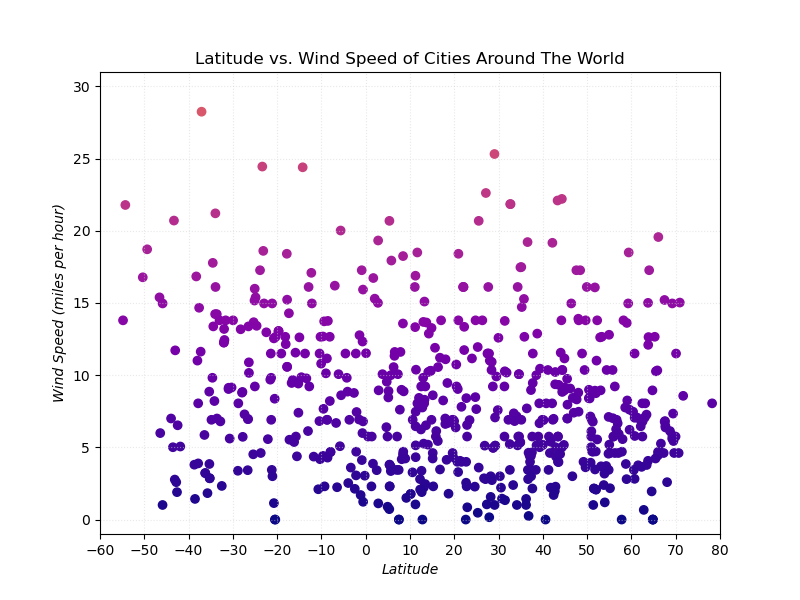 Latitude vs. Wind Speed of Cities Around The World
30
25
20
15
10
5
0
Wind Speed (miles per hour)
−60 −50 −40 −30 −20 −10 0 10 20 30 40 50 60 70 80
Latitude